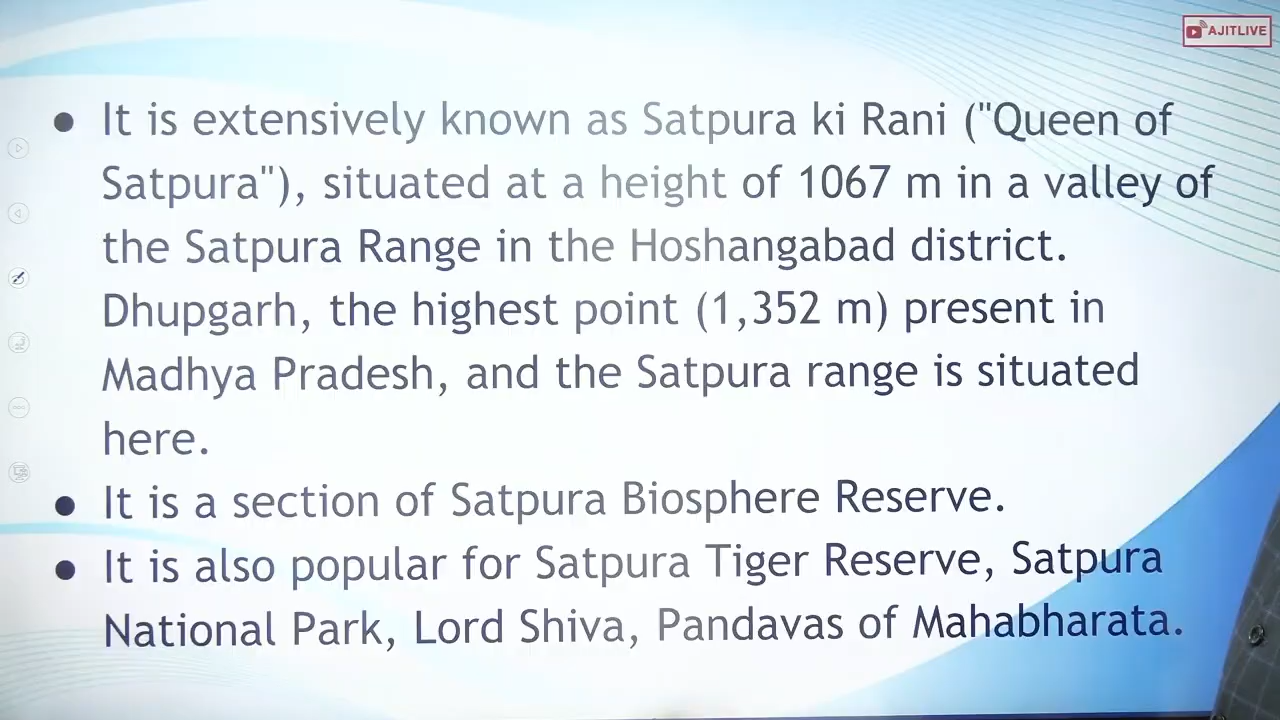 AJITLIVE
● It is extensively known as Satpura ki Rani ("Queen of
Satpura"), situated at a height of 1067 m in a valley of
the Satpura Range in the Hoshangabad district.
Dhupgarh, the highest point (1,352 m) present in
Madhya Pradesh, and the Satpura range is situated
here.
● It is a section of Satpura Biosphere Reserve.
● It is also popular for Satpura Tiger Reserve, Satpura
National Park, Lord Shiva, Pandavas of Mahabharata.